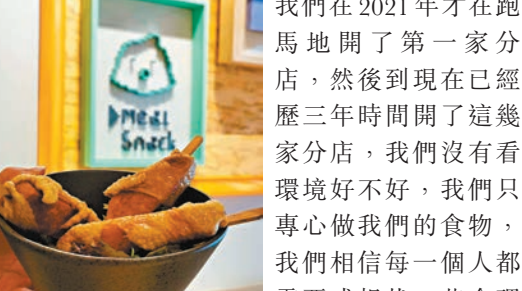 Meal
Snack
我們在2021年才在跑
馬地開了第一家分
店，然後到現在已經
歷三年時間開了這幾
家分店，我們沒有看
環境好不好，我們只
專心做我們的食物，
我們相信每一個人都